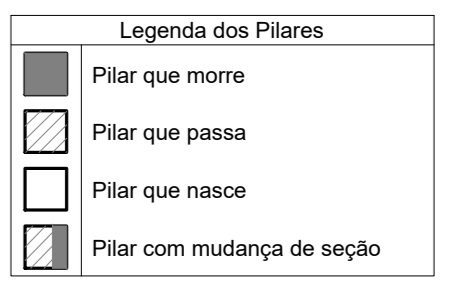 Legenda dos Pilares
Pilar que morre
Pilar que passa
Pilar que nasce
Pilar com mudança de seção